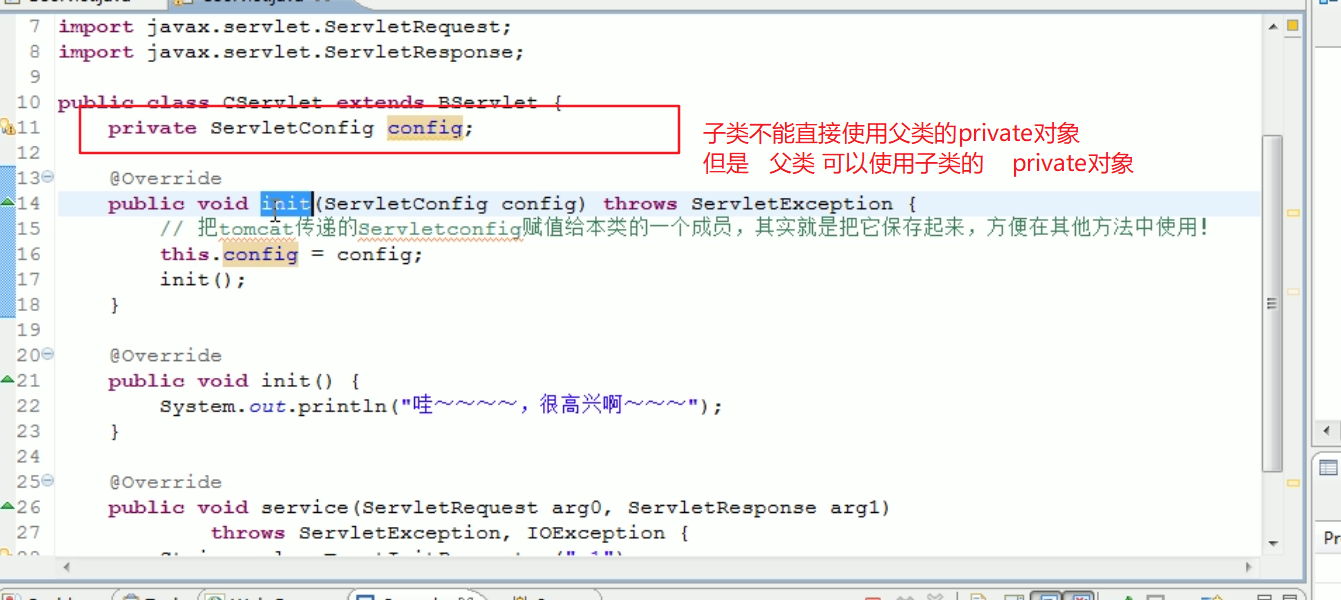 7 import javax.servlet.ServletRequest;
8 import javax.servlet.ServletResponse;
9
10 public class CServlet extends BServlet {
11 private ServletConfig config;
子类不能直接使用父类的private对象
但是 父类 可以使用子类的 private对象
12
13 @Override
14 public void init(ServletConfig config) throws ServletException {
15 // 把tomcat传递的Servletconfig赋值给本类的一个成员，其实就是把它保存起来，方便在其他方法中使用！
16 this.config = config;
17 init();
18 }
19
20 @Override
21 public void init() {
22 System.out.println("哇～～～～，很高兴啊～～～");
23 }
24
25 @Override
26 public void service(ServletRequest arg0, ServletResponse arg1)
27 throws ServletException, IOException {
Pr